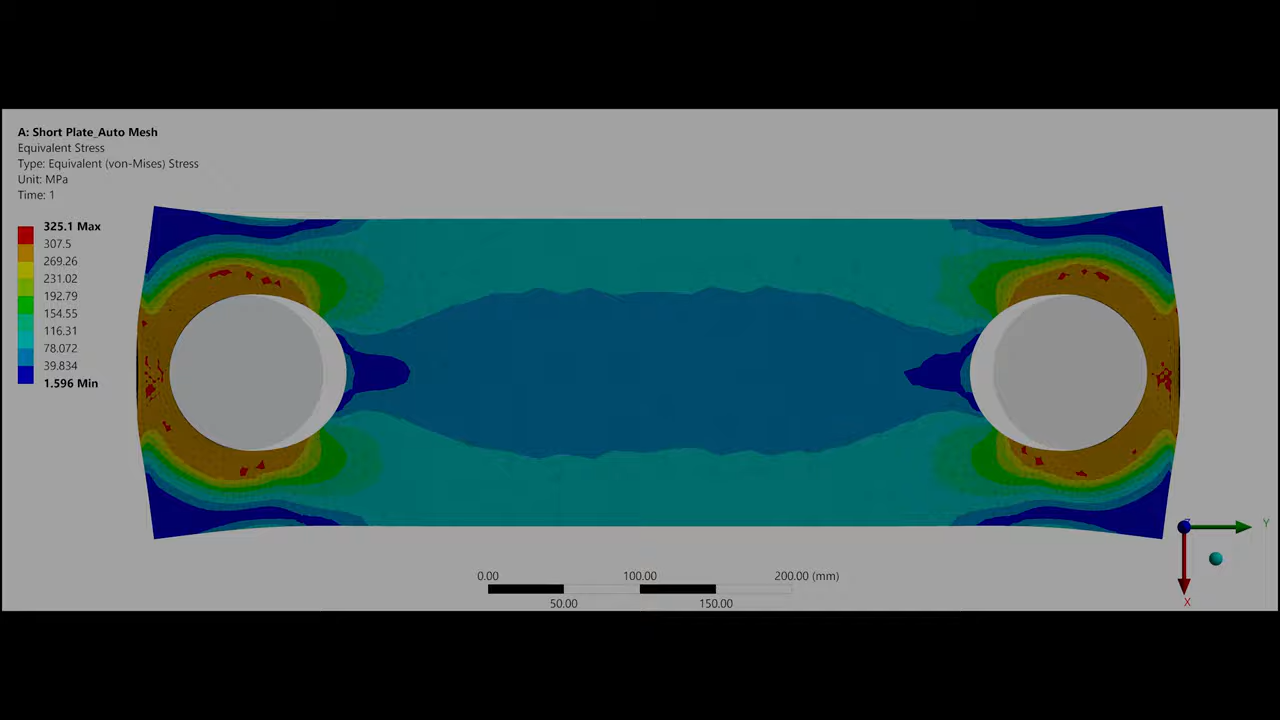 A: Short Plate_Auto Mesh
Equivalent Stress
Type: Equivalent (von-Mises) Stress
Unit: MPa
Time: 1
325.1 Max
307.5
269.26
231.02
192.79
154.55
116.31
78.072
39.834
1.596 Min
0.00 100.00 200.00 (mm)
50.00 150.00
Z
Y
X